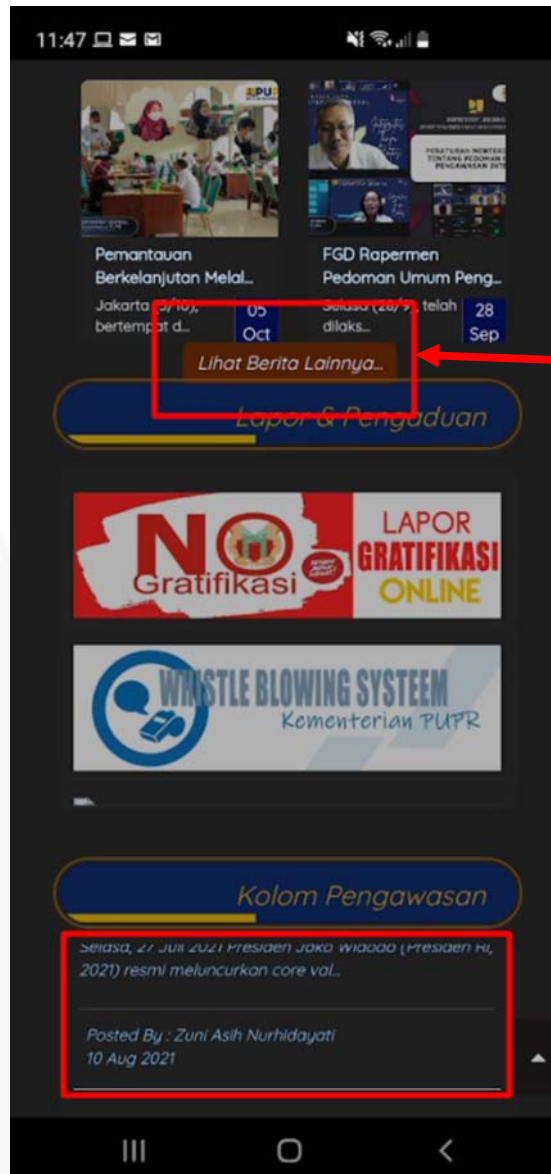 11:47
Pemantauan
Berkelanjutan Melal...
Jakarta (5/10),
bertempat d...
05
Oct
FGD Rapermen
Pedoman Umum Peng...
Selasa (28/9), telah
dilaks...
28
Sep
Lihat Berita Lainnya...
Lapor & Pengaduan
NO
Gratifikasi
LAPOR
GRATIFIKASI
ONLINE
WHISTLE BLOWING SYSTEEM
Kementerian PUPR
Kolom Pengawasan
Selasa, 27 Juli 2021 Presiden Joko Widodo (Presiden RI,
2021) resmi meluncurkan core val...
Posted By : Zuni Asih Nurhidayati
10 Aug 2021